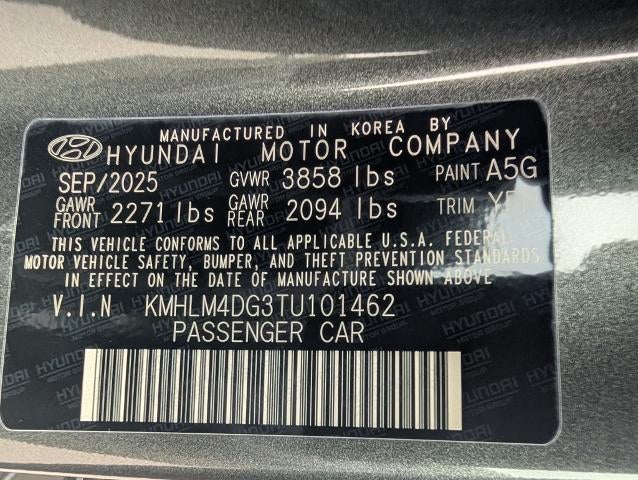 MANUFACTURED IN KOREA BY
HYUNDAI MOTOR COMPANY
SEP/2025 GVWR 3858 lbs PAINT A5G
GAWR FRONT 2271 lbs GAWR REAR 2094 lbs TRIM
THIS VEHICLE CONFORMS TO ALL APPLICABLE U.S.A. FEDERAL
MOTOR VEHICLE SAFETY, BUMPER, AND THEFT PREVENTION STANDARDS
IN EFFECT ON THE DATE OF MANUFACTURE SHOWN ABOVE
V.I.N KMHLM4DG3TU101462
PASSENGER CAR